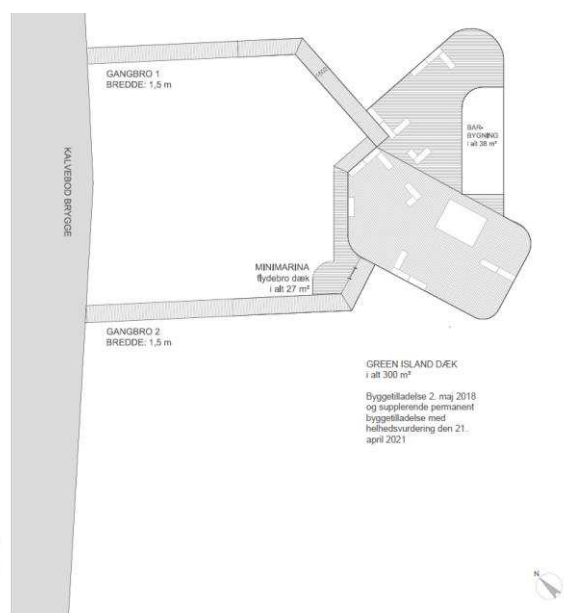 GANGBRO 1
BREDDE: 1,5 m
KALVEBOD BRYGGE
BAR-
BYGNING
i alt 38 m²
MINIMARINA
flydebro dæk
i alt 27 m²
GANGBRO 2
BREDDE: 1,5 m
GREEN ISLAND DÆK
i alt 300 m²
Byggetilladelse 2. maj 2018
og supplerende permanent
byggetilladelse med
helhedsvurdering den 21.
april 2021
N